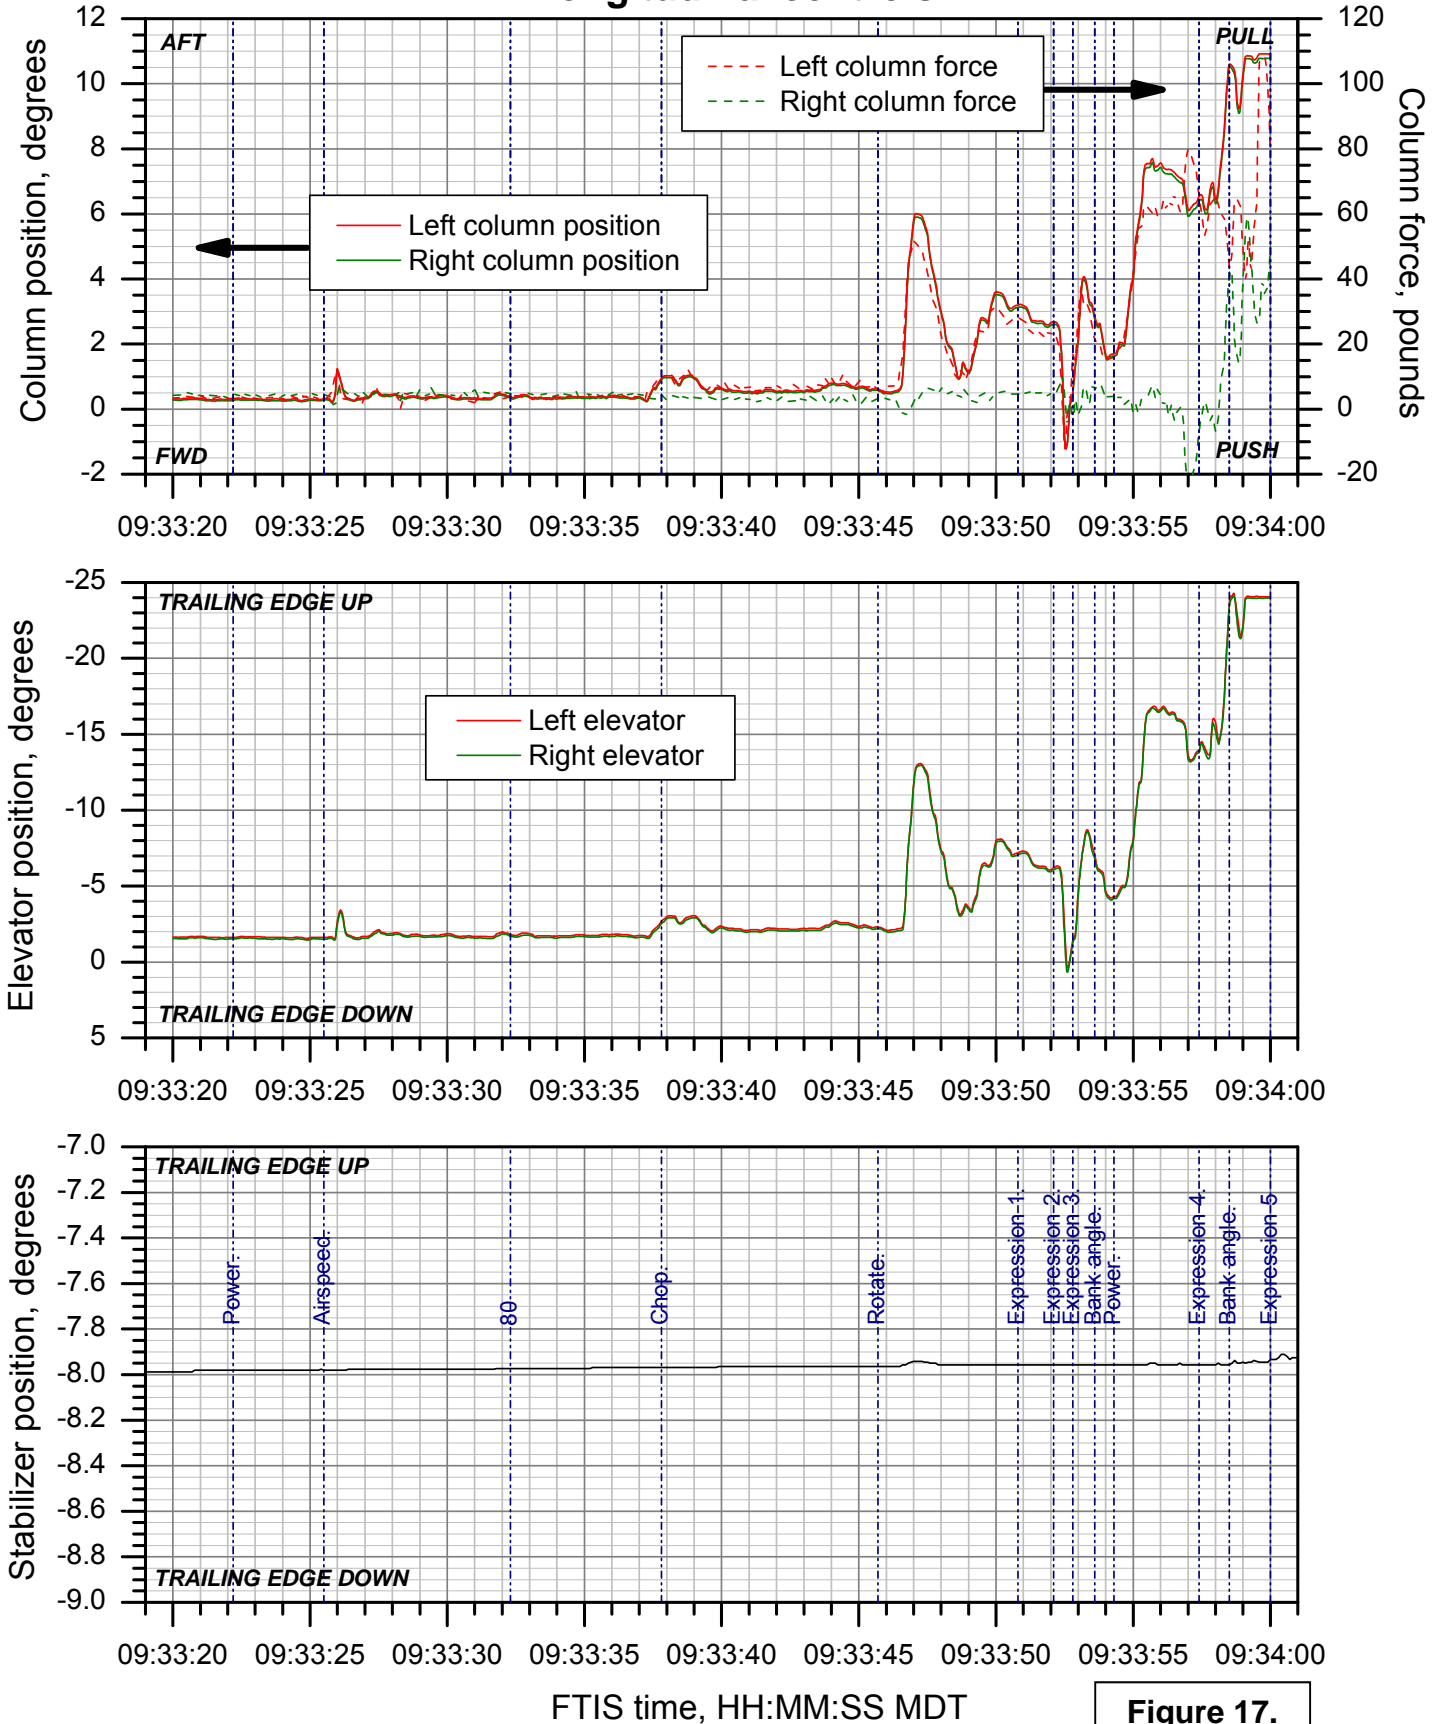 12
10
8
6
4
2
0
-2
Column position, degrees
AFT
FWD
PULL
PUSH
Left column force
Right column force
Left column position
Right column position
120
100
80
60
40
20
0
-20
Column force, pounds
09:33:20 09:33:25 09:33:30 09:33:35 09:33:40 09:33:45 09:33:50 09:33:55 09:34:00
-25
-20
-15
-10
-5
0
5
Elevator position, degrees
TRAILING EDGE UP
Left elevator
Right elevator
TRAILING EDGE DOWN
09:33:20 09:33:25 09:33:30 09:33:35 09:33:40 09:33:45 09:33:50 09:33:55 09:34:00
-7.0
-7.2
-7.4
-7.6
-7.8
-8.0
-8.2
-8.4
-8.6
-8.8
-9.0
Stabilizer position, degrees
TRAILING EDGE UP
Power.
Airspeed.
80
Chop.
Rotate.
Expression 1.
Expression 2.
Expression 3.
Bank angle.
Power.
Expression 4.
Bank angle.
Expression 5
TRAILING EDGE DOWN
09:33:20 09:33:25 09:33:30 09:33:35 09:33:40 09:33:45 09:33:50 09:33:55 09:34:00
FTIS time, HH:MM:SS MDT
Figure 17.